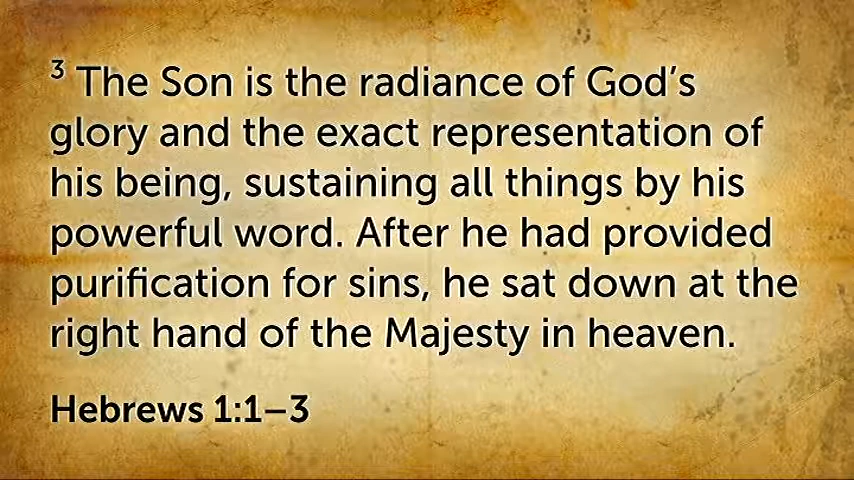 ³ The Son is the radiance of God’s
glory and the exact representation of
his being, sustaining all things by his
powerful word. After he had provided
purification for sins, he sat down at the
right hand of the Majesty in heaven.
Hebrews 1:1–3